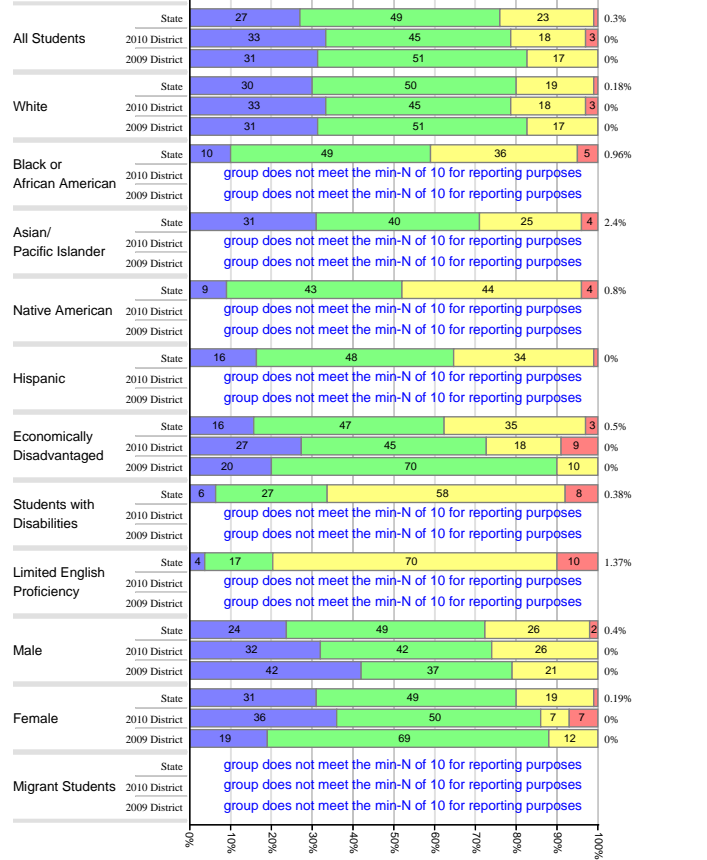 State 27 49 23 0.3%
All Students 2010 District 33 45 18 3 0%
2009 District 31 51 17 0%
State 30 50 19 0.18%
White 2010 District 33 45 18 3 0%
2009 District 31 51 17 0%
State 10 49 36 5 0.96%
Black or
African American 2010 District group does not meet the min-N of 10 for reporting purposes
2009 District group does not meet the min-N of 10 for reporting purposes
State 31 40 25 4 2.4%
Asian/
Pacific Islander 2010 District group does not meet the min-N of 10 for reporting purposes
2009 District group does not meet the min-N of 10 for reporting purposes
State 9 43 44 4 0.8%
Native American 2010 District group does not meet the min-N of 10 for reporting purposes
2009 District group does not meet the min-N of 10 for reporting purposes
State 16 48 34 0%
Hispanic 2010 District group does not meet the min-N of 10 for reporting purposes
2009 District group does not meet the min-N of 10 for reporting purposes
State 16 47 35 3 0.5%
Economically
Disadvantaged 2010 District 27 45 18 9 0%
2009 District 20 70 10 0%
State 6 27 58 8 0.38%
Students with
Disabilities 2010 District group does not meet the min-N of 10 for reporting purposes
2009 District group does not meet the min-N of 10 for reporting purposes
State 4 17 70 10 1.37%
Limited English
Proficiency 2010 District group does not meet the min-N of 10 for reporting purposes
2009 District group does not meet the min-N of 10 for reporting purposes
State 24 49 26 2 0.4%
Male 2010 District 32 42 26 0%
2009 District 42 37 21 0%
State 31 49 19 0.19%
Female 2010 District 36 50 7 7 0%
2009 District 19 69 12 0%
State group does not meet the min-N of 10 for reporting purposes
Migrant Students 2010 District group does not meet the min-N of 10 for reporting purposes
2009 District group does not meet the min-N of 10 for reporting purposes
0% 10% 20% 30% 40% 50% 60% 70% 80% 90% 100%